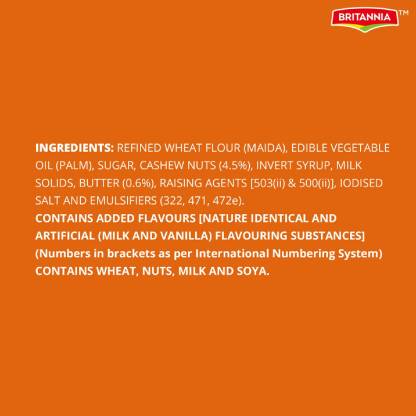 BRITANNIA TM
INGREDIENTS: REFINED WHEAT FLOUR (MAIDA), EDIBLE VEGETABLE
OIL (PALM), SUGAR, CASHEW NUTS (4.5%), INVERT SYRUP, MILK
SOLIDS, BUTTER (0.6%), RAISING AGENTS [503(ii) & 500(ii)], IODISED
SALT AND EMULSIFIERS (322, 471, 472e).
CONTAINS ADDED FLAVOURS [NATURE IDENTICAL AND
ARTIFICIAL (MILK AND VANILLA) FLAVOURING SUBSTANCES]
(Numbers in brackets as per International Numbering System)
CONTAINS WHEAT, NUTS, MILK AND SOYA.